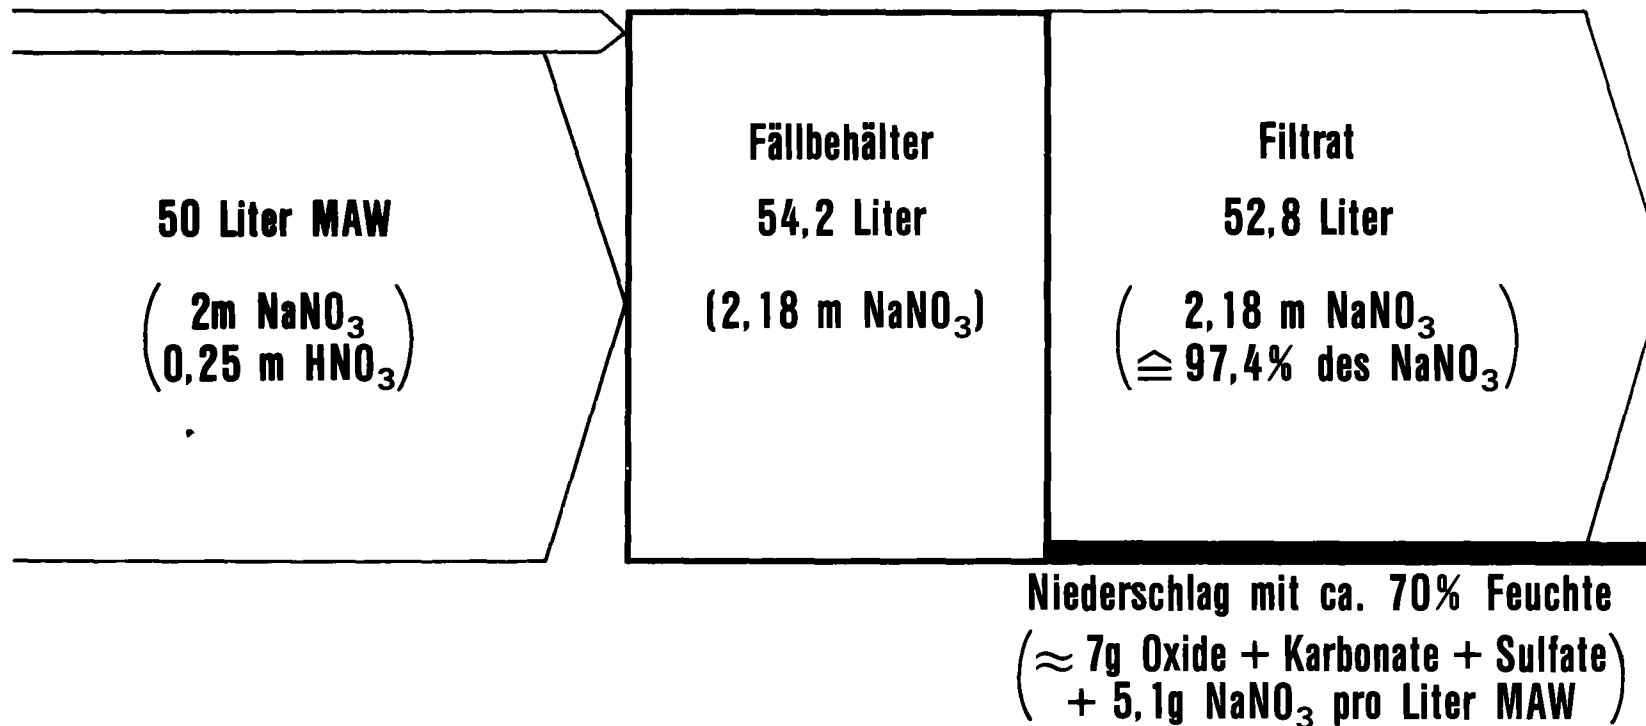 50 Liter MAW
2m NaNO₃
0,25 m HNO₃
Fällbehälter
54,2 Liter
(2,18 m NaNO₃)
Filtrat
52,8 Liter
2,18 m NaNO₃
≙ 97,4% des NaNO₃
Niederschlag mit ca. 70% Feuchte
(≈ 7g Oxide + Karbonate + Sulfate
+ 5,1g NaNO₃ pro Liter MAW)